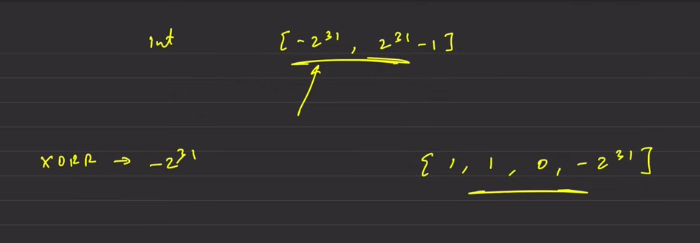 Int [-2³¹, 2³¹-1]
XORR → -2³¹ [1, 1, 0, -2³¹]